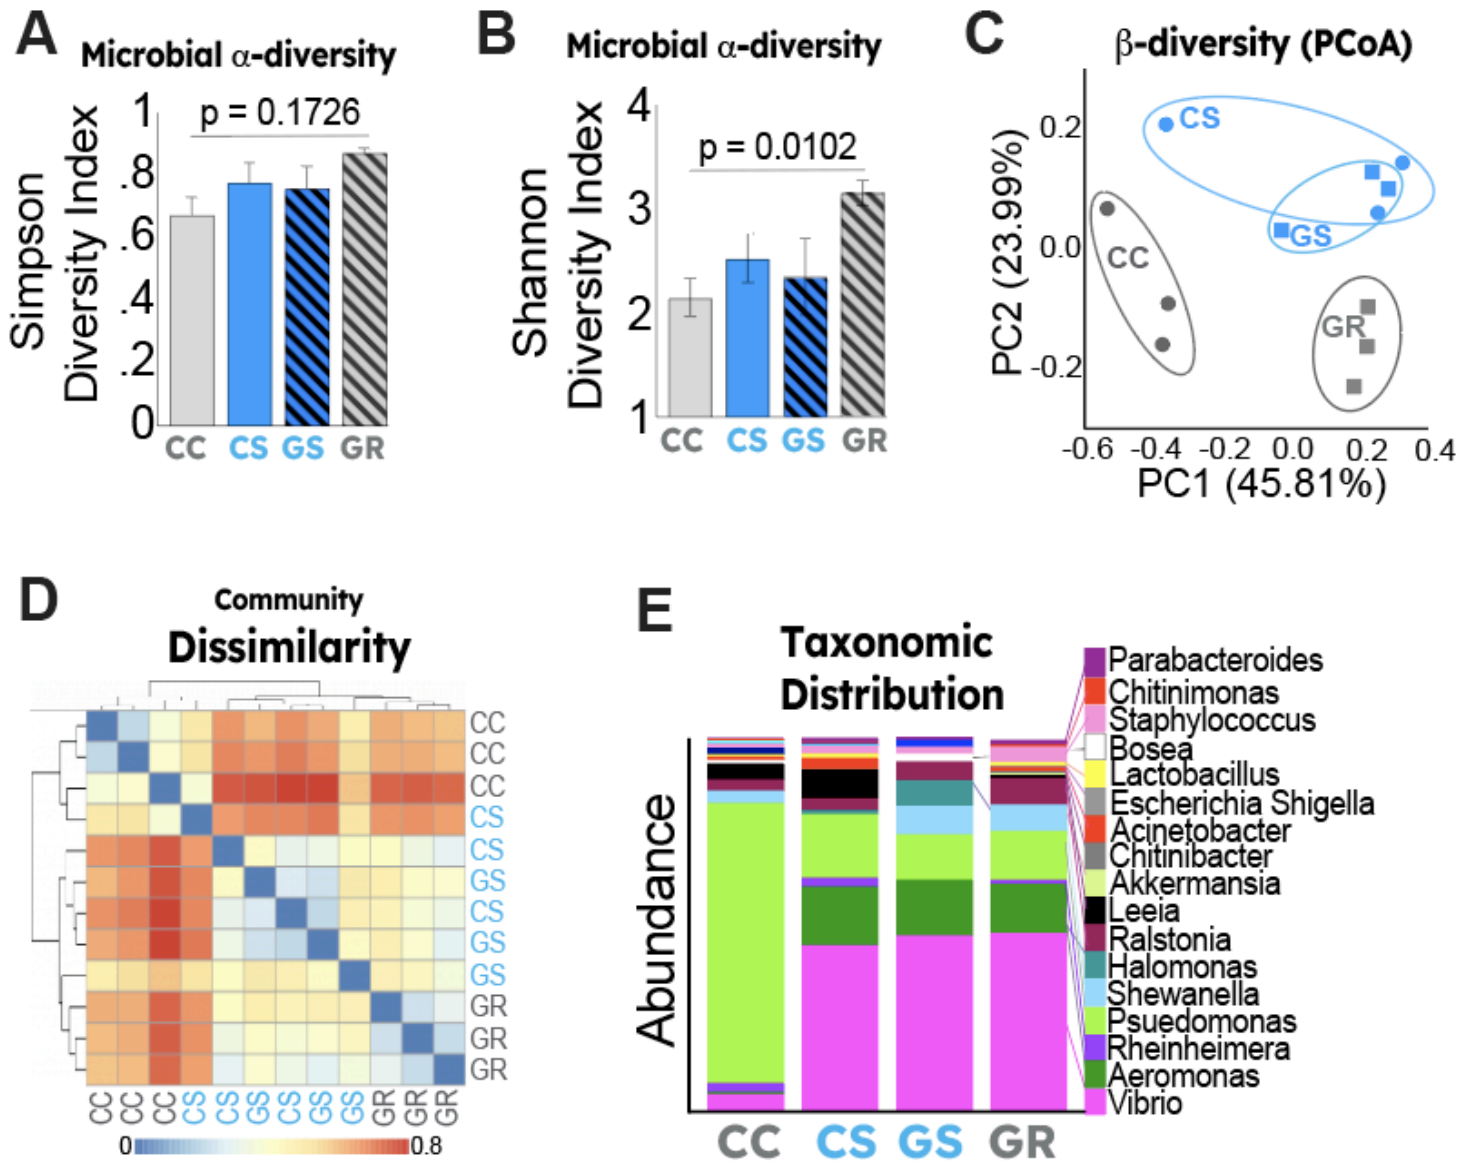 A
Microbial α-diversity
Simpson
Diversity Index
1
.8
.6
.4
.2
0
p = 0.1726
CC CS GS GR
B
Microbial α-diversity
Shannon
Diversity Index
4
3
2
1
p = 0.0102
CC CS GS GR
C
β-diversity (PCoA)
PC2 (23.99%)
0.2
0.0
-0.2
CS
GS
CC
GR
-0.6 -0.4 -0.2 0.0 0.2 0.4
PC1 (45.81%)
D
Community
Dissimilarity
CC
CC
CC
CS
CS
GS
CS
GS
GS
GR
GR
GR
CC CC CC CS CS GS CS GS GS GR GR GR
0 0.8
E
Taxonomic
Distribution
Abundance
CC CS GS GR
Parabacteroides
Chitinimonas
Staphylococcus
Bosea
Lactobacillus
Escherichia Shigella
Acinetobacter
Chitinibacter
Akkermansia
Leeia
Ralstonia
Halomonas
Shewanella
Psuedomonas
Rheinheimera
Aeromonas
Vibrio